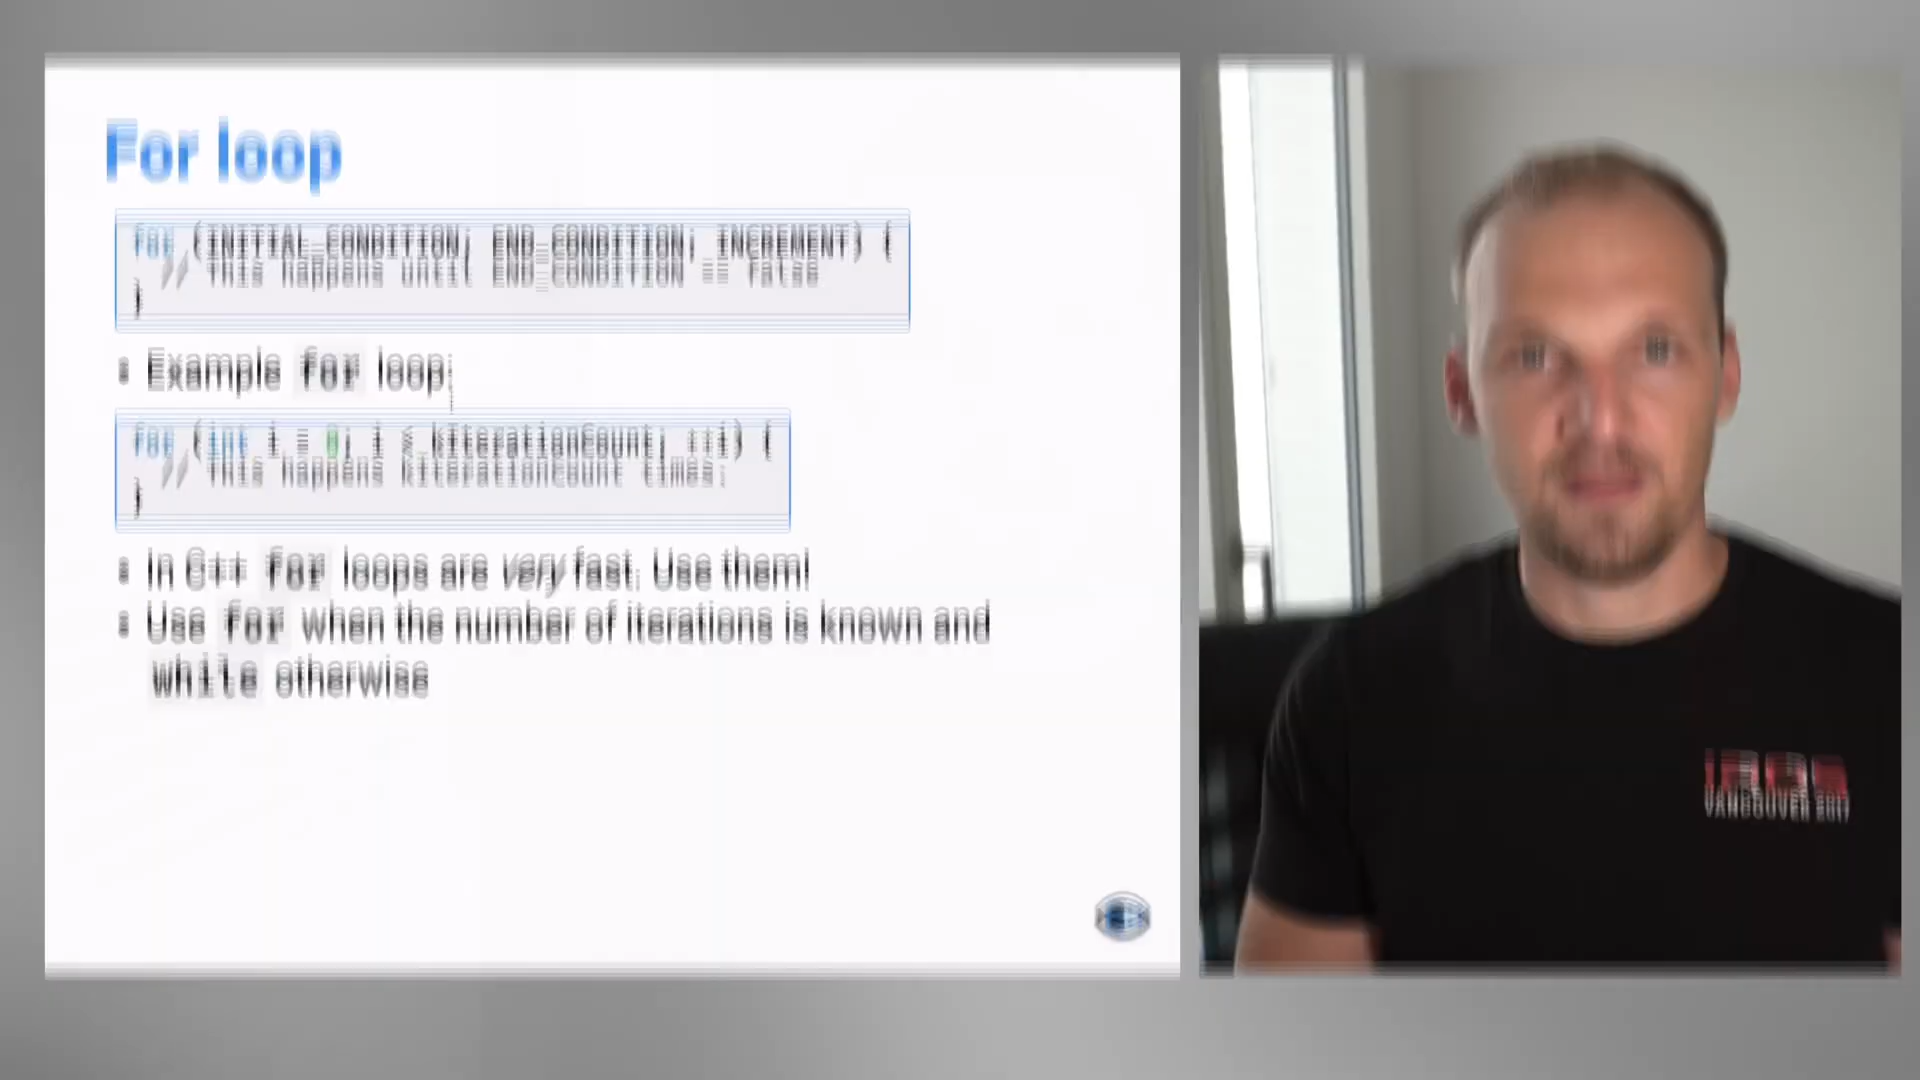 For loop
for (INITIAL_CONDITION; END_CONDITION; INCREMENT) {
// This happens until END_CONDITION == false
}
• Example for loop:
for (int i = 0; i < kIterationCount; ++i) {
// This happens kIterationCount times.
}
• In C++ for loops are very fast. Use them!
• Use for when the number of iterations is known and
while otherwise
VANCOUVER 2017